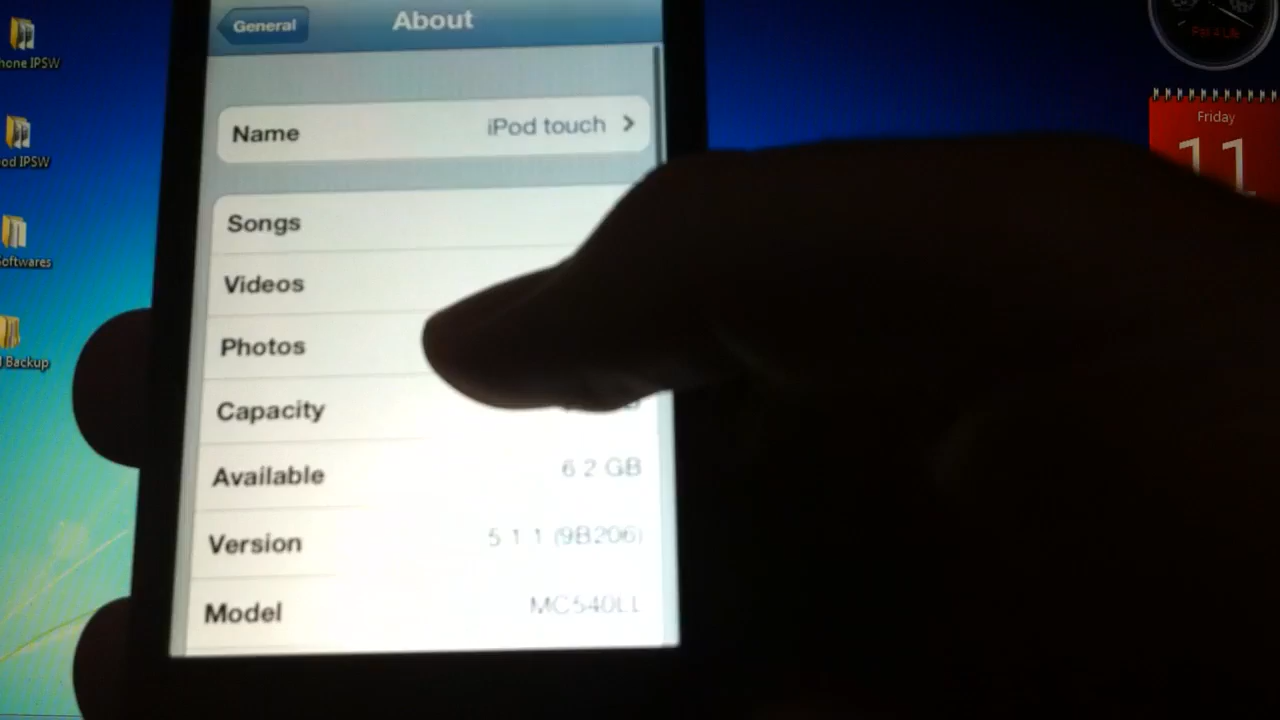 General
About
Name
iPod touch
Songs
Videos
Photos
Capacity
Available
6.2 GB
Version
5.1.1 (9B206)
Model
MC540LL
hone IPSW
od IPSW
oftwares
Backup
Friday
11